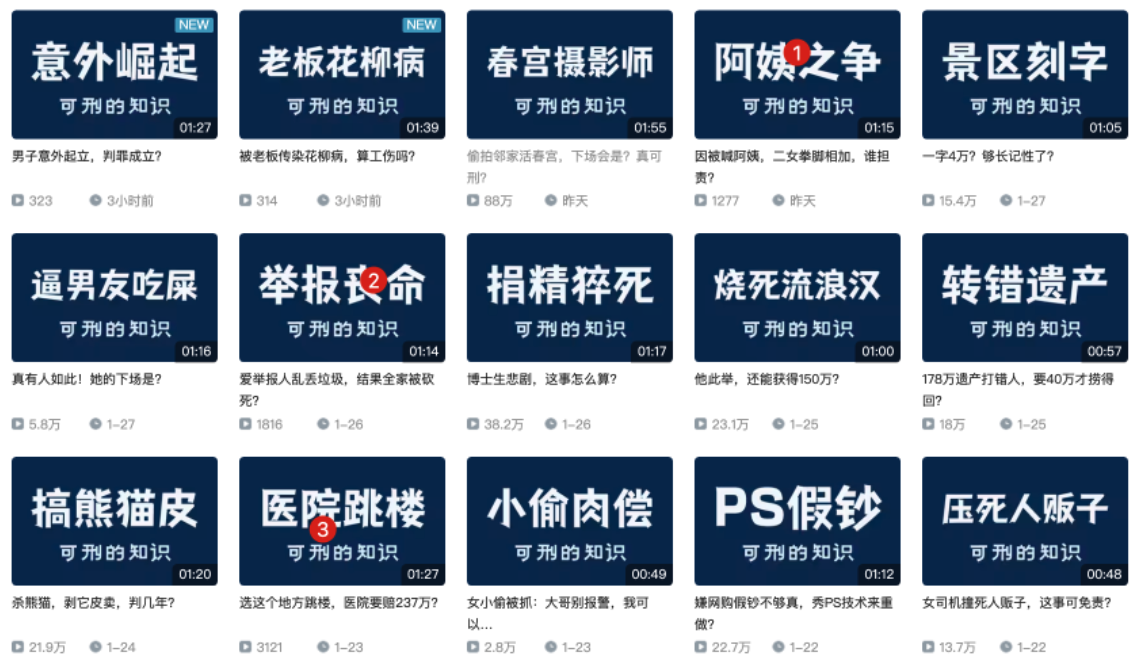 NEW
意外崛起
可刑的知识
01:27
男子意外起立，判罪成立？
323 3小时前
NEW
老板花柳病
可刑的知识
01:39
被老板传染花柳病，算工伤吗？
314 3小时前
春宫摄影师
可刑的知识
01:55
偷拍邻家活春宫，下场会是？真可
刑？
88万 昨天
阿姨之争
1
可刑的知识
01:15
因被喊阿姨，二女拳脚相加，谁担
责？
1277 昨天
景区刻字
可刑的知识
01:05
一字4万？够长记性了？
15.4万 1-27
逼男友吃屎
可刑的知识
01:16
真有人如此！她的下场是？
5.8万 1-27
举报丧命
2
可刑的知识
01:14
爱举报人乱丢垃圾，结果全家被砍
死？
1816 1-26
捐精猝死
可刑的知识
01:17
博士生悲剧，这事怎么算？
38.2万 1-26
烧死流浪汉
可刑的知识
01:00
他此举，还能获得150万？
23.1万 1-25
转错遗产
可刑的知识
00:57
178万遗产打错人，要40万才捞得
回？
18万 1-25
搞熊猫皮
可刑的知识
01:20
杀熊猫，剥它皮卖，判几年？
21.9万 1-24
医院跳楼
3
可刑的知识
01:27
选这个地方跳楼，医院要赔237万？
3121 1-23
小偷肉偿
可刑的知识
00:49
女小偷被抓：大哥别报警，我可
以...
2.8万 1-23
PS假钞
可刑的知识
01:12
嫌网购假钞不够真，秀PS技术来重
做？
22.7万 1-22
压死人贩子
可刑的知识
00:48
女司机撞死人贩子，这事可免责？
13.7万 1-22